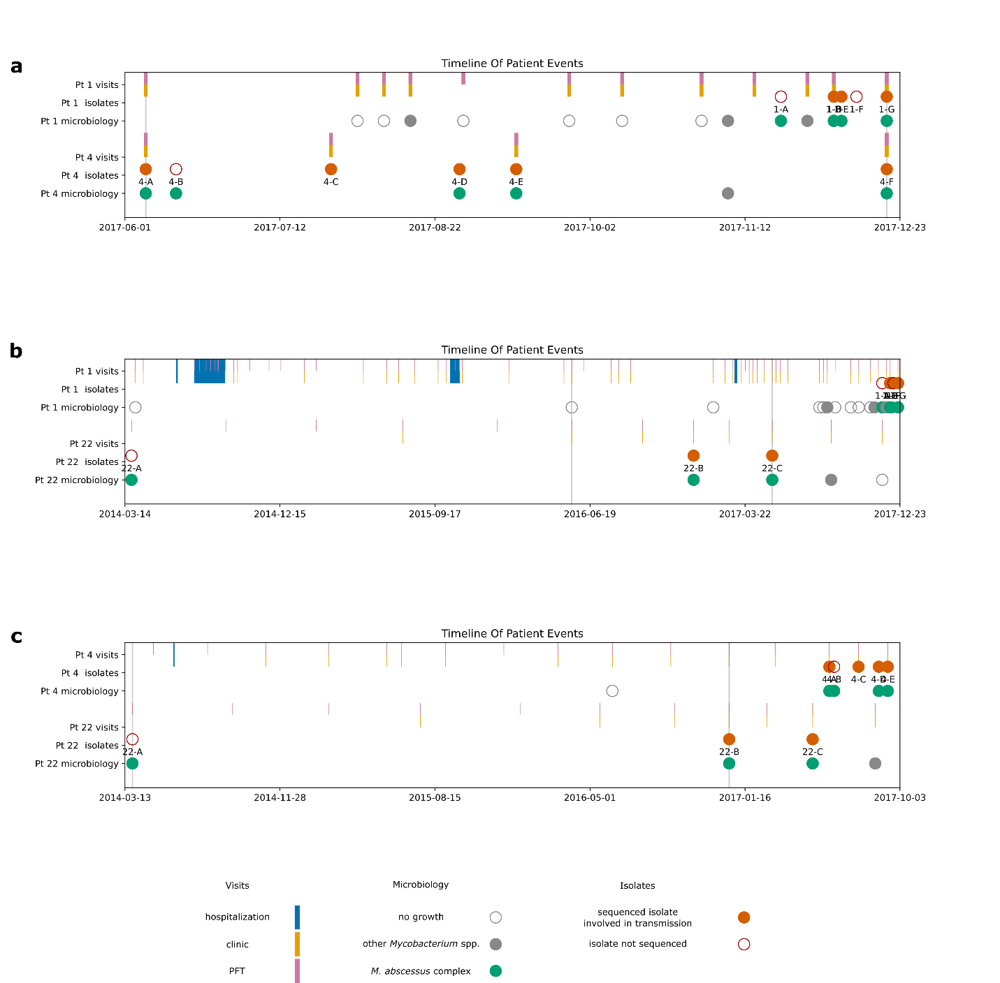 a
Timeline Of Patient Events
Pt 1 visits
Pt 1  isolates
1-A 1-B 1-E 1-F 1-G
Pt 1 microbiology
Pt 4 visits
Pt 4  isolates
4-A 4-B 4-C 4-D 4-E 4-F
Pt 4 microbiology
2017-06-01 2017-07-12 2017-08-22 2017-10-02 2017-11-12 2017-12-23
b
Timeline Of Patient Events
Pt 1 visits
Pt 1  isolates
Pt 1 microbiology
Pt 22 visits
Pt 22  isolates
22-A 22-B 22-C
Pt 22 microbiology
2014-03-14 2014-12-15 2015-09-17 2016-06-19 2017-03-22 2017-12-23
c
Timeline Of Patient Events
Pt 4 visits
Pt 4  isolates
4-A 4-B 4-C 4-D 4-E
Pt 4 microbiology
Pt 22 visits
Pt 22  isolates
22-A 22-B 22-C
Pt 22 microbiology
2014-03-13 2014-11-28 2015-08-15 2016-05-01 2017-01-16 2017-10-03
Visits Microbiology Isolates
hospitalization no growth sequenced isolate
involved in transmission
clinic other Mycobacterium spp. isolate not sequenced
PFT M. abscessus complex